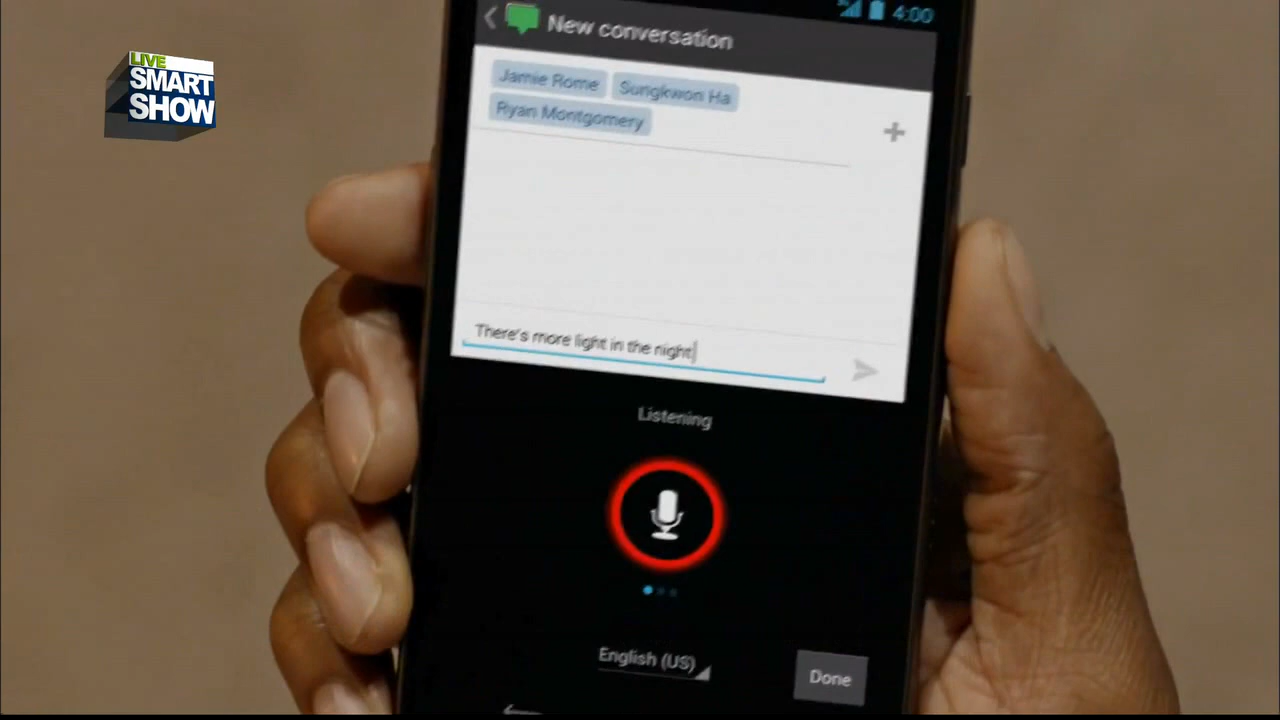 LIVE
SMART
SHOW
4:00
New conversation
Jamie Rome Sungkwon Ha
Ryan Montgomery
There's more light in the night
Listening
English (US)
Done